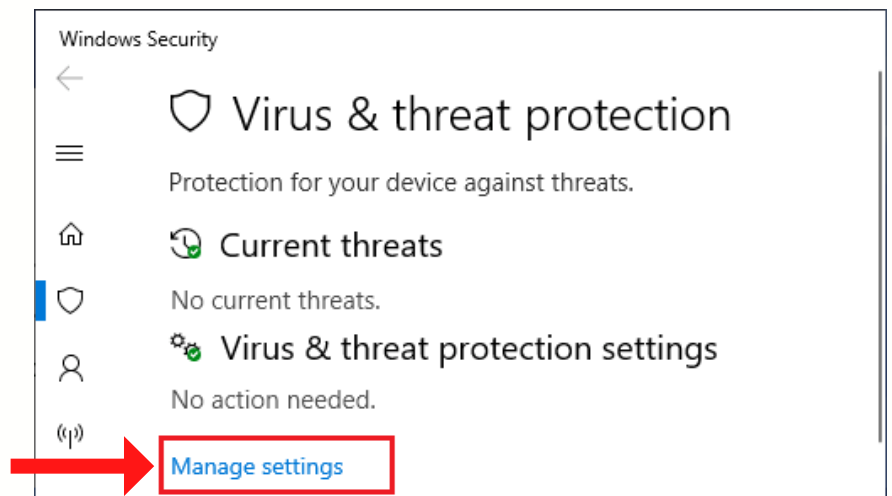 Windows Security
Virus & threat protection
Protection for your device against threats.
Current threats
No current threats.
Virus & threat protection settings
No action needed.
Manage settings